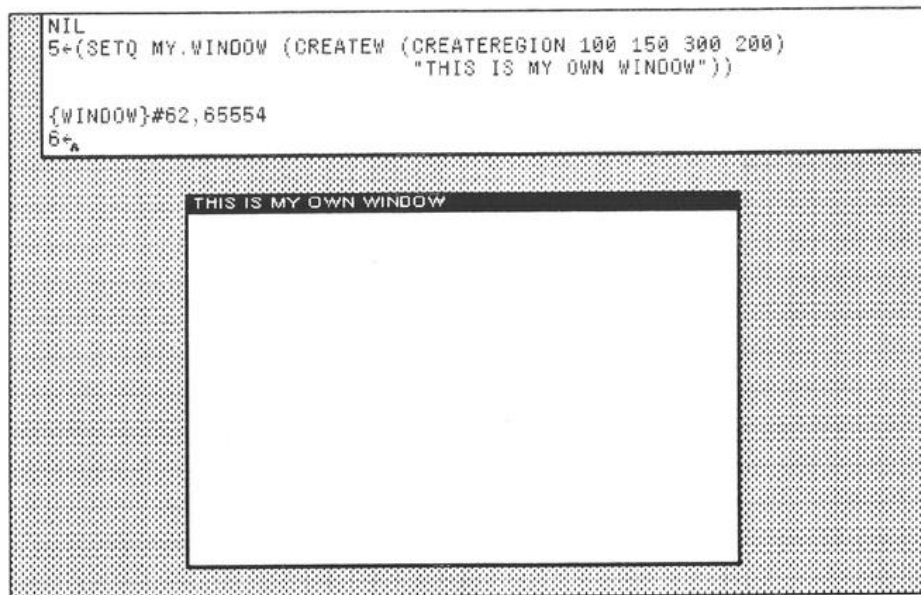 NIL
5←(SETQ MY.WINDOW (CREATEW (CREATEREGION 100 150 300 200)
"THIS IS MY OWN WINDOW"))
{WINDOW}#62,65554
6←
THIS IS MY OWN WINDOW